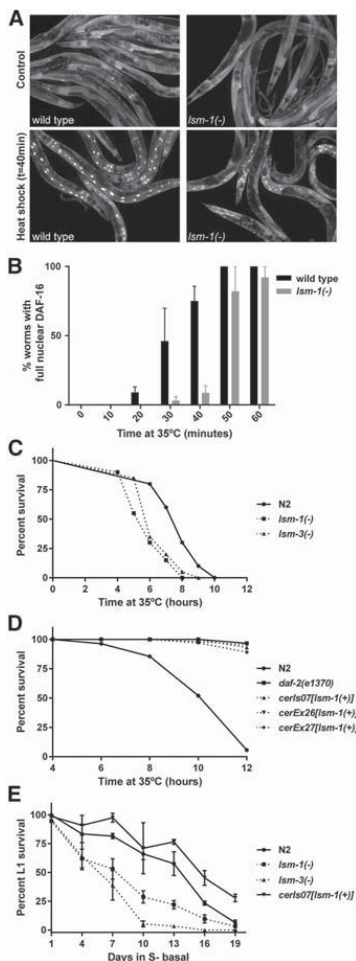 A
Control
wild type
lsm-1(-)
Heat shock (t=40min)
wild type
lsm-1(-)
B
% worms with
full nuclear DAF-16
100
50
0
0
10
20
30
40
50
60
Time at 35ºC (minutes)
wild type
lsm-1(-)
C
Percent survival
100
75
50
25
0
0
2
4
6
8
10
12
Time at 35ºC (hours)
N2
lsm-1(-)
lsm-3(-)
D
Percent survival
100
75
50
25
0
4
6
8
10
12
Time at 35ºC (hours)
N2
daf-2(e1370)
cerIs07[lsm-1(+)]
cerEx26[lsm-1(+)
cerEx27[lsm-1(+)
E
Percent L1 survival
100
75
50
25
0
1
4
7
10
13
16
19
Days in S- basal
N2
lsm-1(-)
lsm-3(-)
cerIs07[lsm-1(+)]